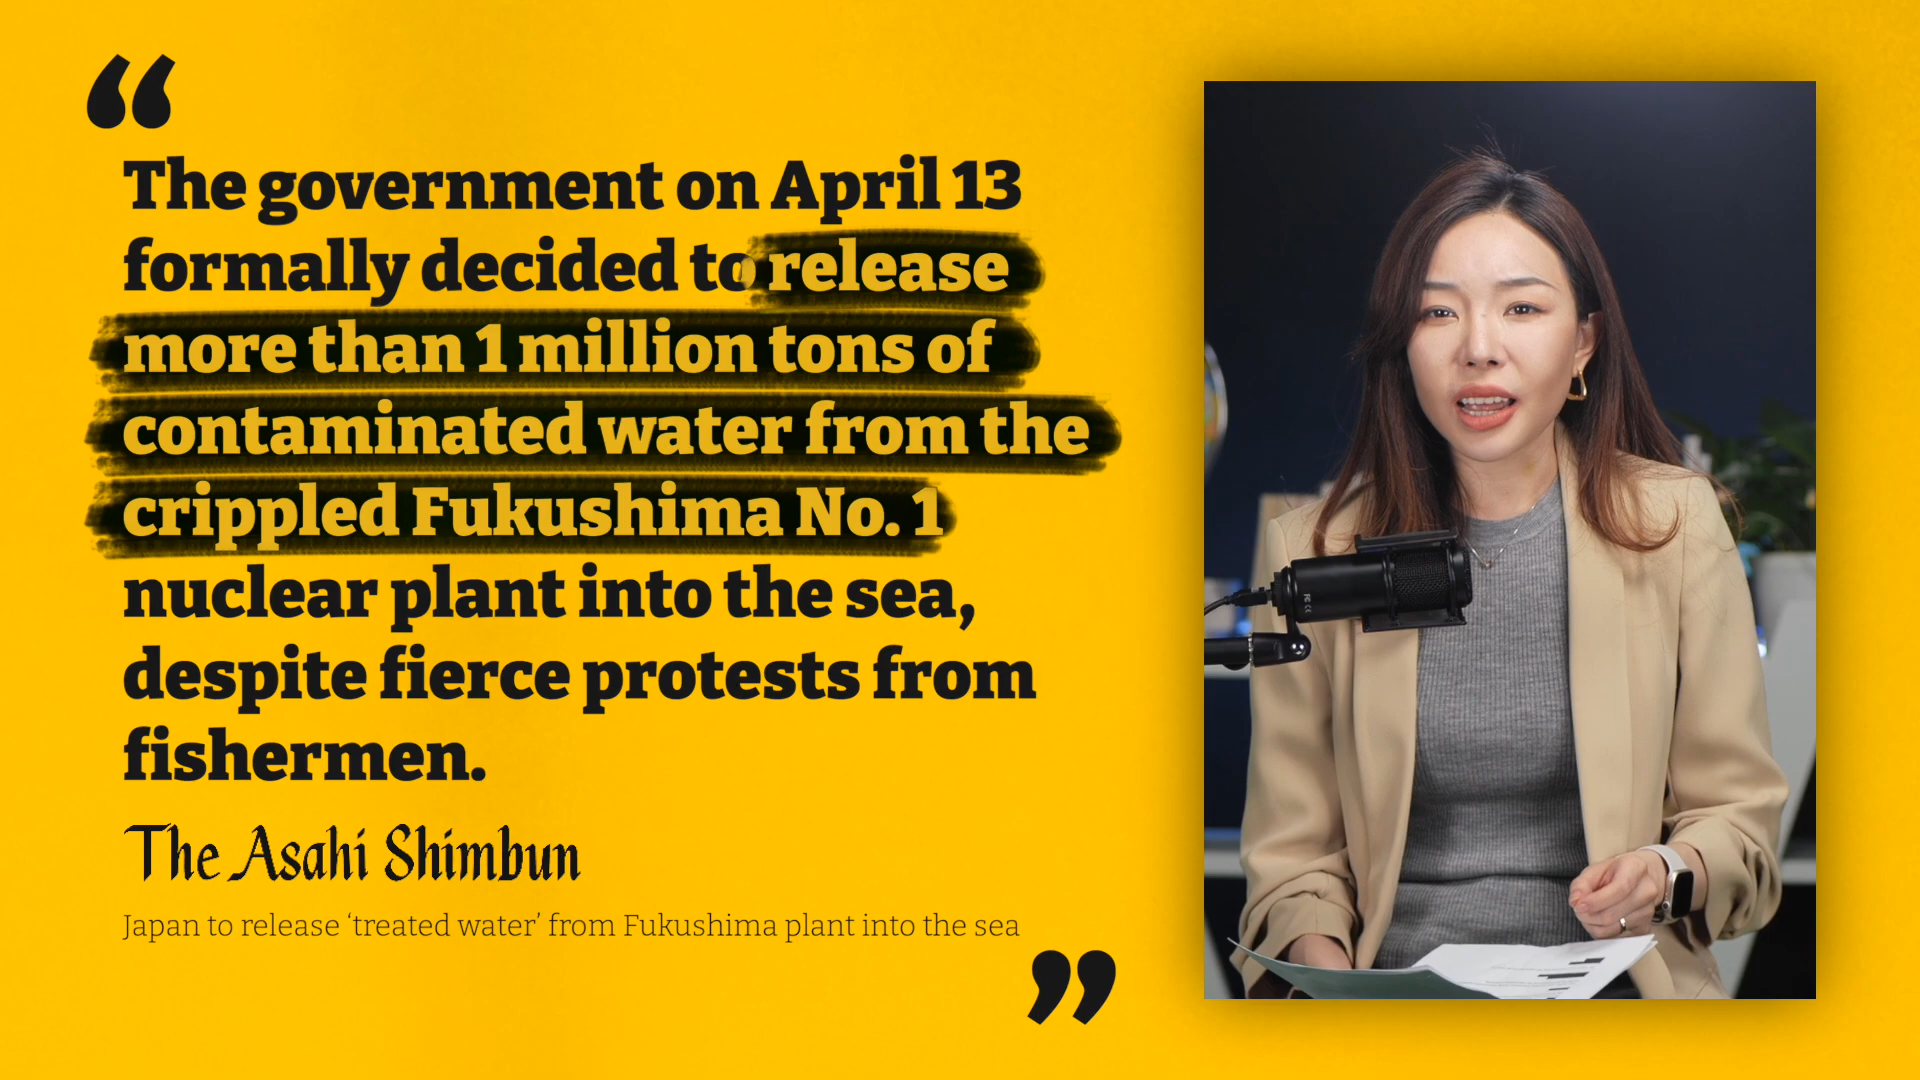 “
The government on April 13
formally decided to release
more than 1 million tons of
contaminated water from the
crippled Fukushima No. 1
nuclear plant into the sea,
despite fierce protests from
fishermen.
The Asahi Shimbun
Japan to release ‘treated water’ from Fukushima plant into the sea
”